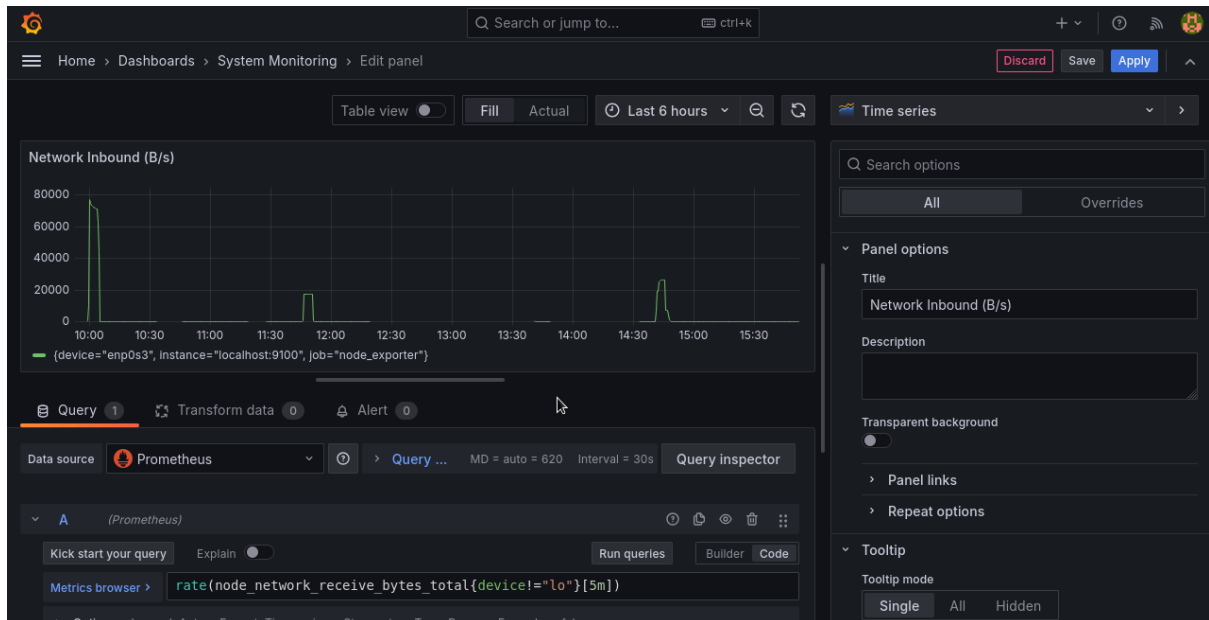 Search or jump to... ctrl+k
Home › Dashboards › System Monitoring › Edit panel
Discard Save Apply
Table view Fill Actual Last 6 hours
Time series
Network Inbound (B/s)
80000
60000
40000
20000
0
10:00 10:30 11:00 11:30 12:00 12:30 13:00 13:30 14:00 14:30 15:00 15:30
{device="enp0s3", instance="localhost:9100", job="node_exporter"}
Query 1 Transform data 0 Alert 0
Data source Prometheus Query ... MD = auto = 620 Interval = 30s Query inspector
A (Prometheus)
Kick start your query Explain Run queries Builder Code
Metrics browser > rate(node_network_receive_bytes_total{device!="lo"}[5m])
Search options
All Overrides
Panel options
Title
Network Inbound (B/s)
Description
Transparent background
Panel links
Repeat options
Tooltip
Tooltip mode
Single All Hidden